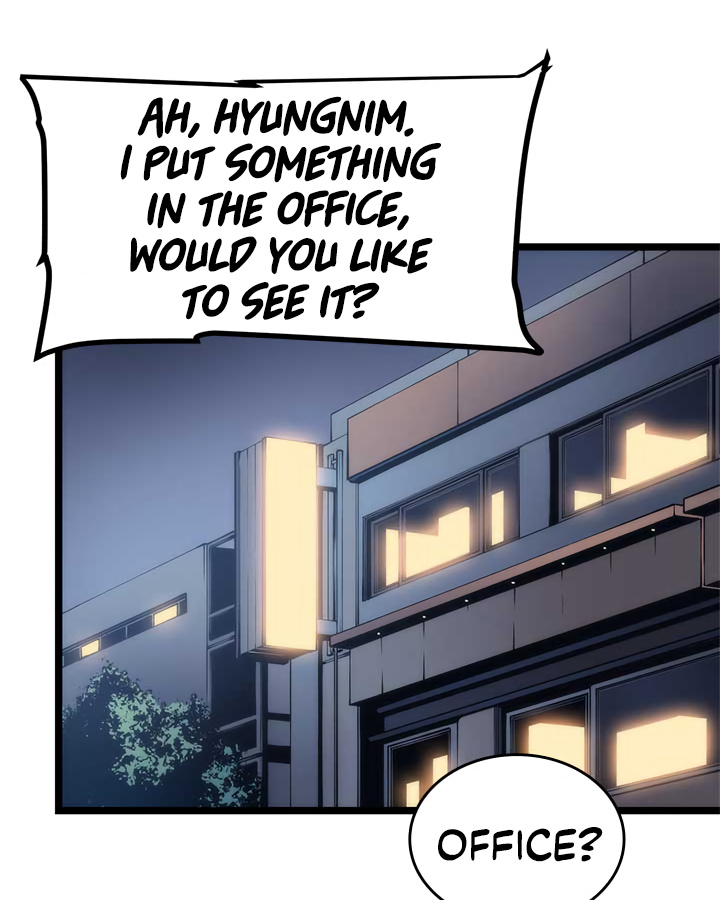 AH, HYUNGNIM.
I PUT SOMETHING
IN THE OFFICE,
WOULD YOU LIKE
TO SEE IT?
OFFICE?